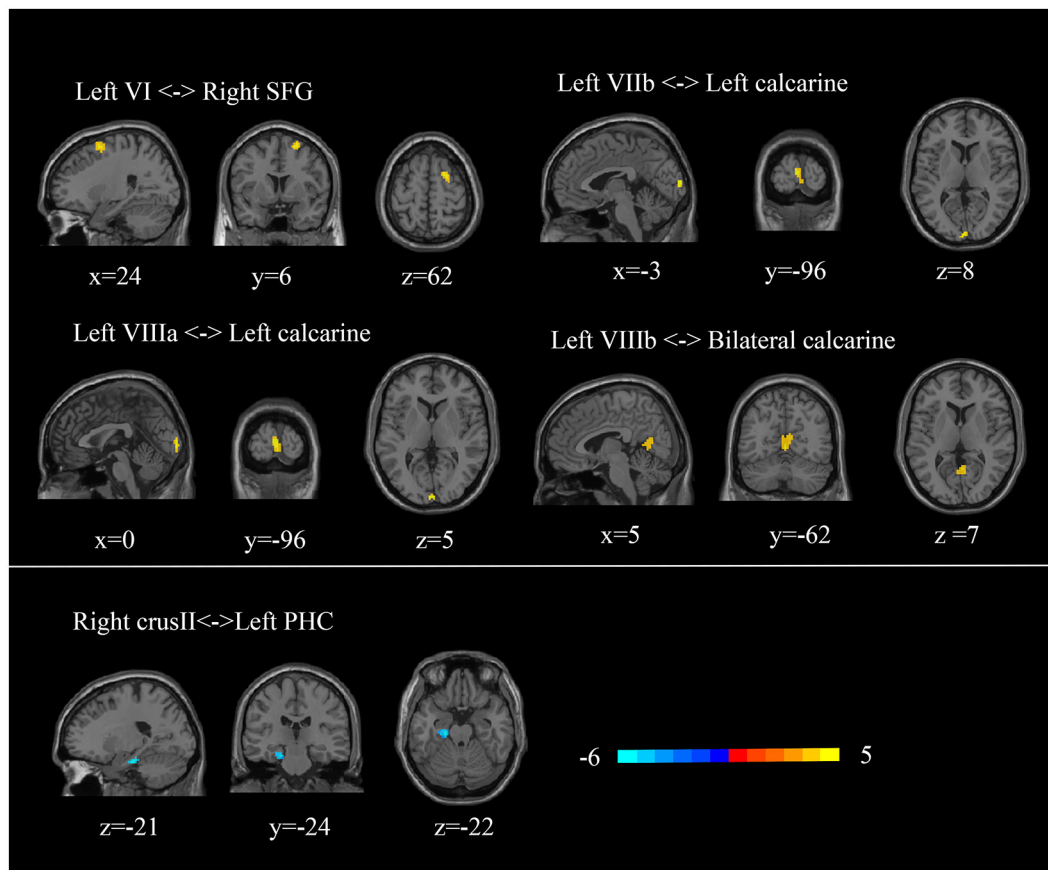 Left VI <-> Right SFG
x=24 y=6 z=62
Left VIIb <-> Left calcarine
x=-3 y=-96 z=8
Left VIIIa <-> Left calcarine
x=0 y=-96 z=5
Left VIIIb <-> Bilateral calcarine
x=5 y=-62 z =7
Right crusII<->Left PHC
z=-21 y=-24 z=-22
-6 5